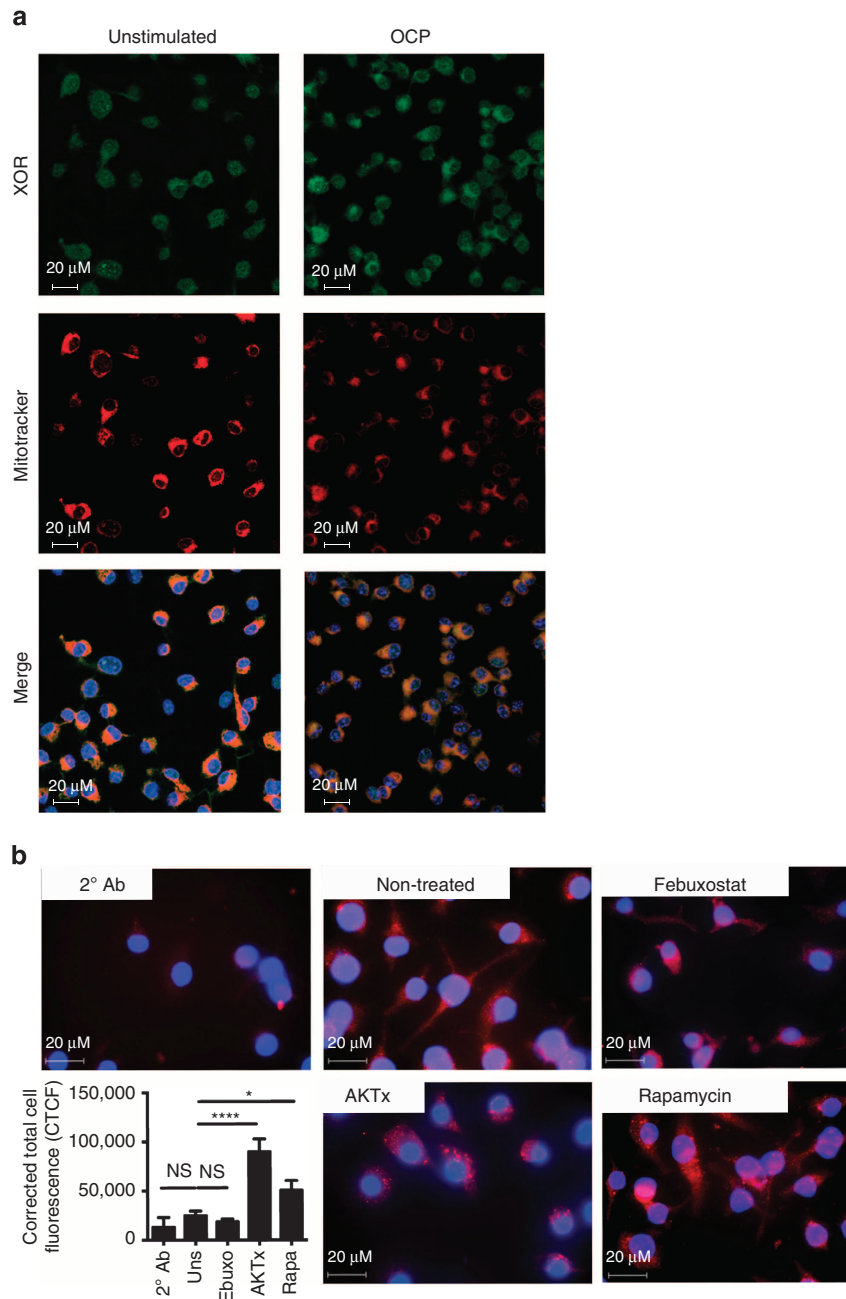 a
Unstimulated
OCP
XOR
20 µM
20 µM
Mitotracker
20 µM
20 µM
Merge
20 µM
20 µM
b
2° Ab
20 µM
Non-treated
20 µM
Febuxostat
20 µM
Corrected total cell
fluorescence (CTCF)
150,000
100,000
50,000
0
*
****
NS
NS
2° Ab
Uns
Ebuxo
AKTx
Rapa
AKTx
20 µM
Rapamycin
20 µM